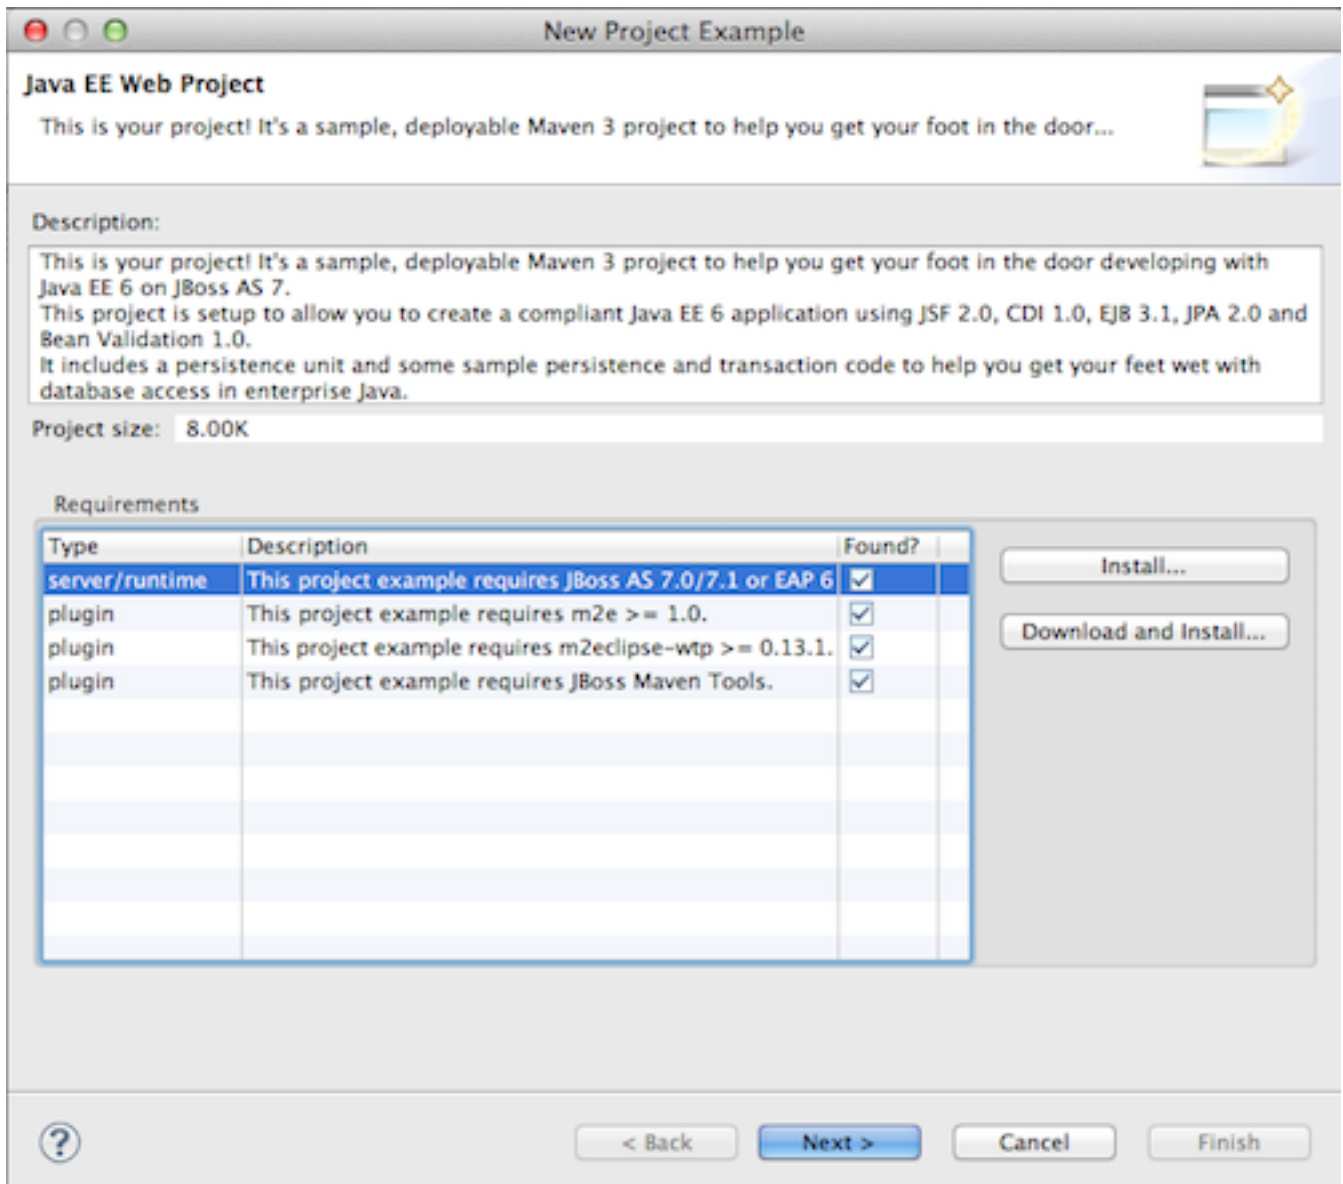 New Project Example
Java EE Web Project
This is your project! It's a sample, deployable Maven 3 project to help you get your foot in the door...
Description:
This is your project! It's a sample, deployable Maven 3 project to help you get your foot in the door developing with
Java EE 6 on JBoss AS 7.
This project is setup to allow you to create a compliant Java EE 6 application using JSF 2.0, CDI 1.0, EJB 3.1, JPA 2.0 and
Bean Validation 1.0.
It includes a persistence unit and some sample persistence and transaction code to help you get your feet wet with
database access in enterprise Java.
Project size: 8.00K
Requirements
Type Description Found?
server/runtime This project example requires JBoss AS 7.0/7.1 or EAP 6
plugin This project example requires m2e >= 1.0.
plugin This project example requires m2eclipse-wtp >= 0.13.1.
plugin This project example requires JBoss Maven Tools.
Install...
Download and Install...
?
< Back Next > Cancel Finish